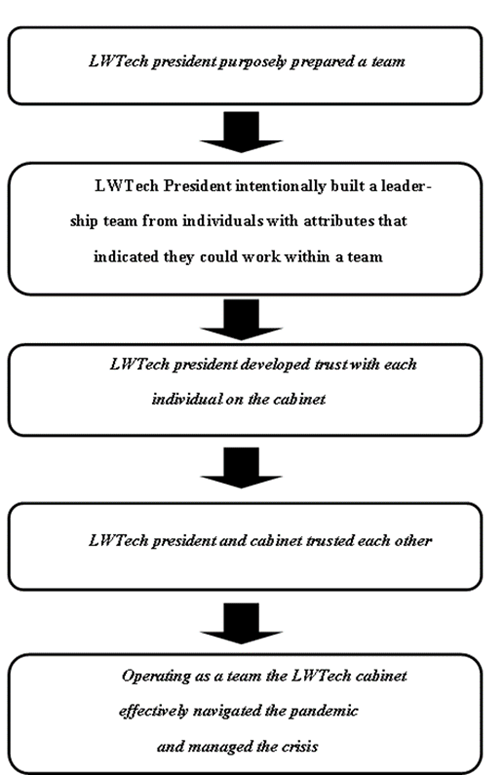 LWTech president purposely prepared a team
LWTech President intentionally built a leader-
ship team from individuals with attributes that
indicated they could work within a team
LWTech president developed trust with each
individual on the cabinet
LWTech president and cabinet trusted each other
Operating as a team the LWTech cabinet
effectively navigated the pandemic
and managed the crisis